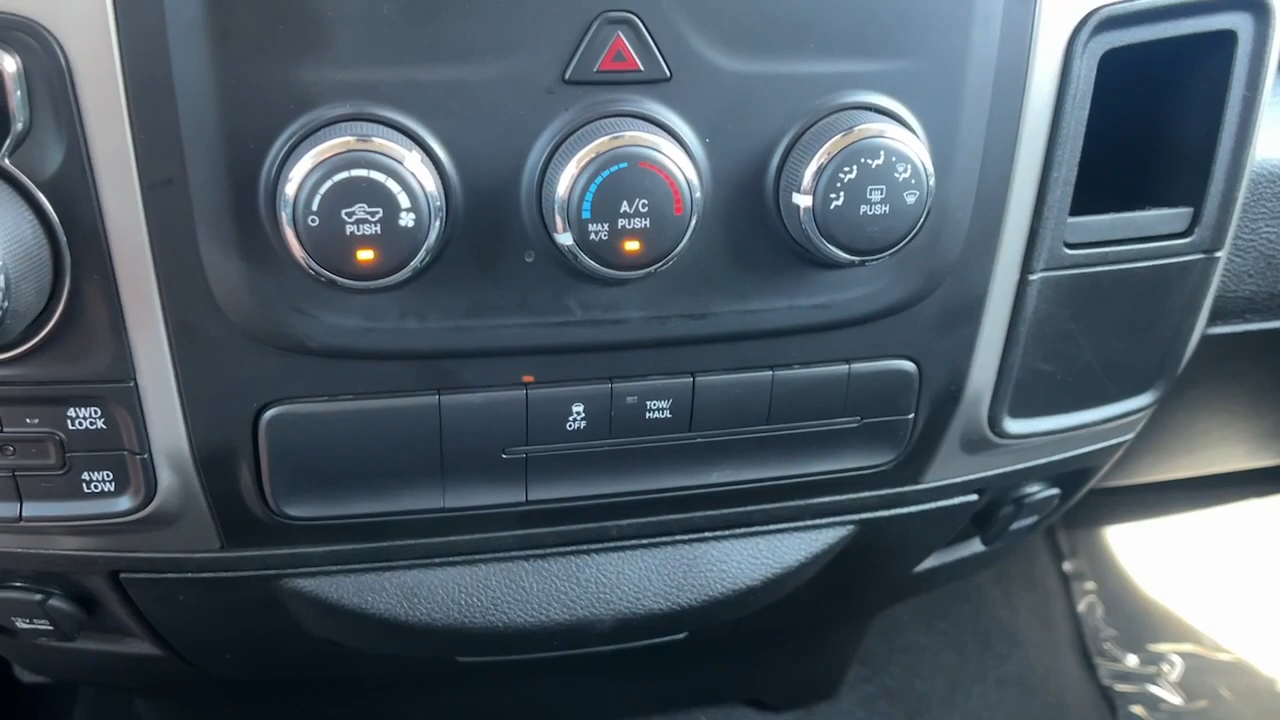 PUSH
A/C
PUSH
MAX
A/C
PUSH
4WD
LOCK
OFF
TOW/
HAUL
4WD
LOW